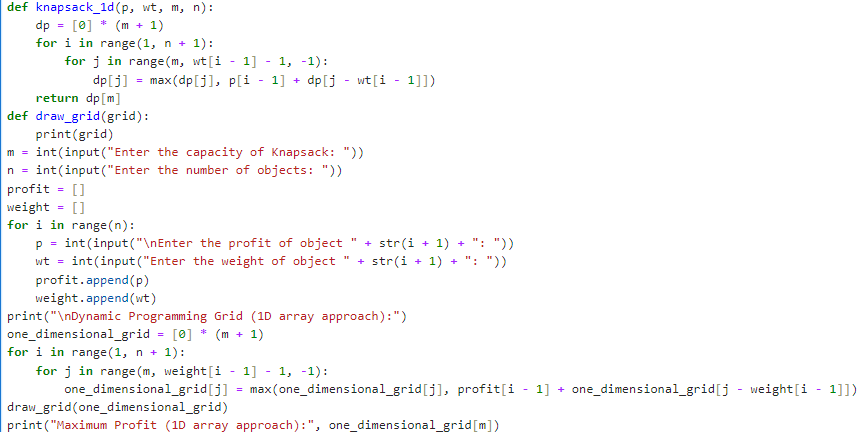 def knapsack_1d(p, wt, m, n):
    dp = [0] * (m + 1)
    for i in range(1, n + 1):
        for j in range(m, wt[i - 1] - 1, -1):
            dp[j] = max(dp[j], p[i - 1] + dp[j - wt[i - 1]])
    return dp[m]
def draw_grid(grid):
    print(grid)
m = int(input("Enter the capacity of Knapsack: "))
n = int(input("Enter the number of objects: "))
profit = []
weight = []
for i in range(n):
    p = int(input("\nEnter the profit of object " + str(i + 1) + ": "))
    wt = int(input("Enter the weight of object " + str(i + 1) + ": "))
    profit.append(p)
    weight.append(wt)
print("\nDynamic Programming Grid (1D array approach):")
one_dimensional_grid = [0] * (m + 1)
for i in range(1, n + 1):
    for j in range(m, weight[i - 1] - 1, -1):
        one_dimensional_grid[j] = max(one_dimensional_grid[j], profit[i - 1] + one_dimensional_grid[j - weight[i - 1]])
draw_grid(one_dimensional_grid)
print("Maximum Profit (1D array approach):", one_dimensional_grid[m])